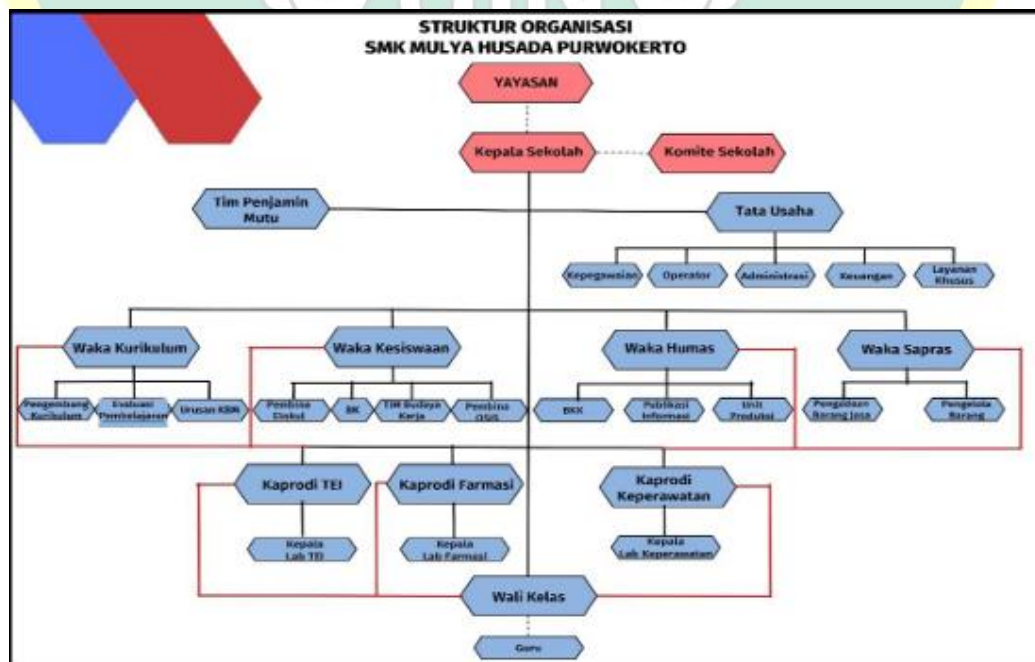 STRUKTUR ORGANISASI
SMK MULYA HUSADA PURWOKERTO
YAYASAN
Kepala Sekolah
Komite Sekolah
Tim Penjamin
Mutu
Tata Usaha
Kepegawaian
Operator
Administrasi
Keuangan
Layanan
Khusus
Waka Kurikulum
Waka Kesiswaan
Waka Humas
Waka Sapras
Pengembang
Kurikulum
Evaluasi
Pembelajaran
Urusan KBM
Pembina
Ekskul
BK
TIM Budaya
Kerja
Pembina
OSIS
BKK
Publikasi
Informasi
Unit
Produksi
Pengadaan
Barang Jasa
Pengelola
Barang
Kaprodi TEI
Kaprodi Farmasi
Kaprodi
Keperawatan
Kepala
Lab TEI
Kepala
Lab Farmasi
Kepala
Lab Keperawatan
Wali Kelas
Guru